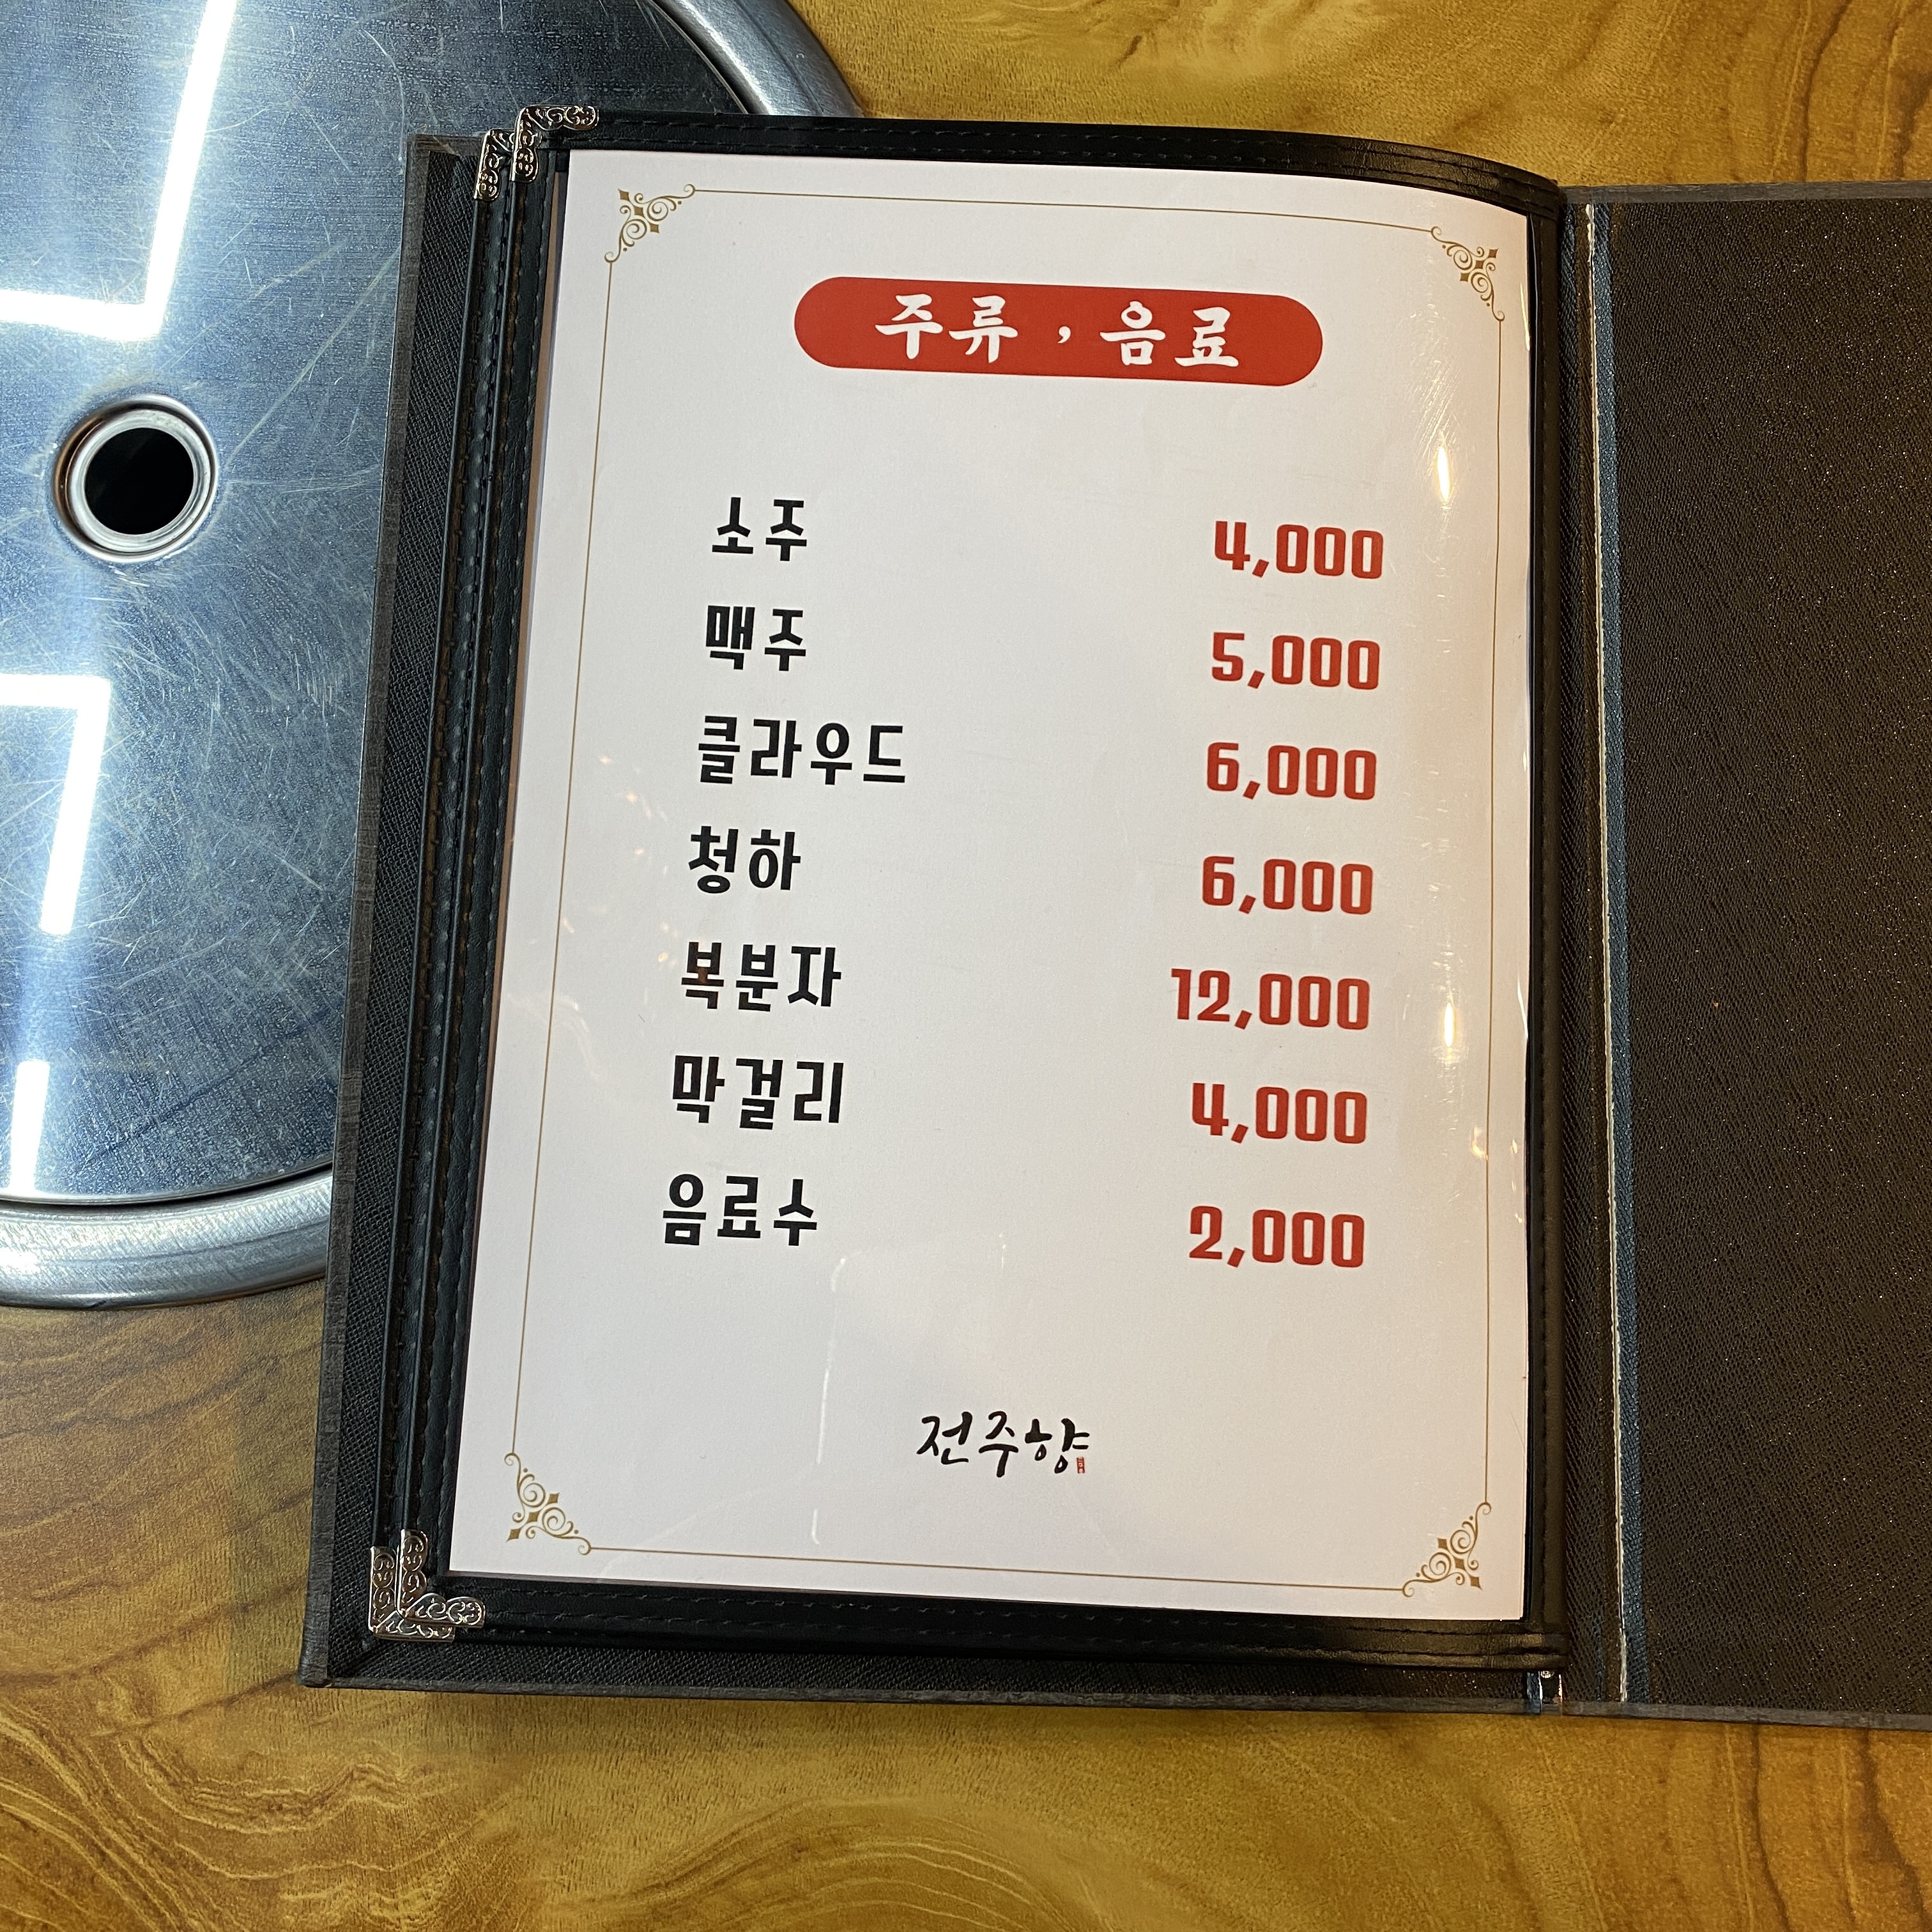 주류, 음료
소주 4,000
맥주 5,000
클라우드 6,000
청하 6,000
복분자 12,000
막걸리 4,000
음료수 2,000
전주향